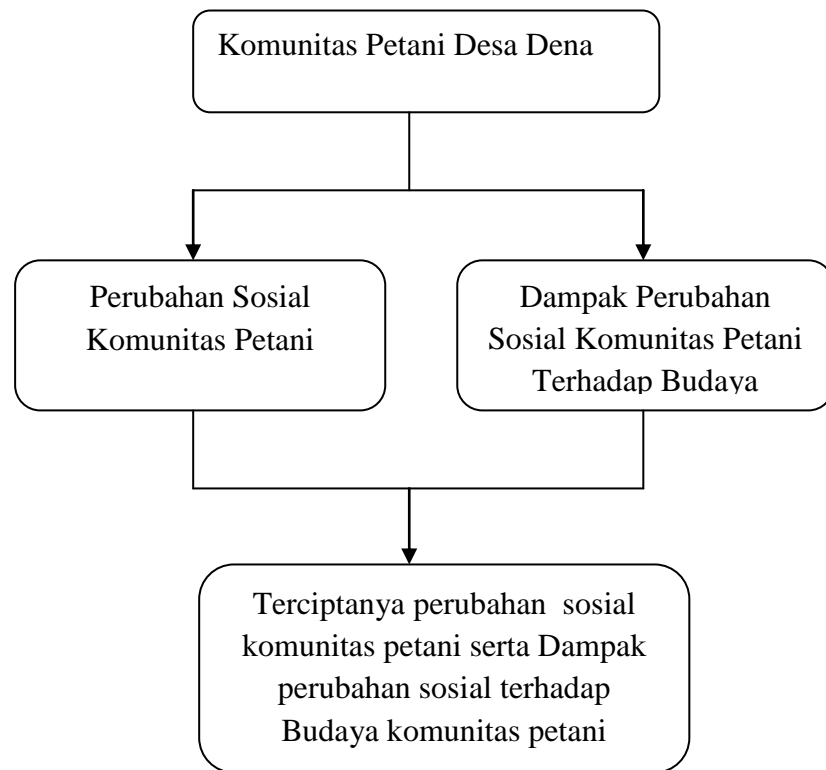 Komunitas Petani Desa Dena
Perubahan Sosial
Komunitas Petani
Dampak Perubahan
Sosial Komunitas Petani
Terhadap Budaya
Terciptanya perubahan  sosial
komunitas petani serta Dampak
perubahan sosial terhadap
Budaya komunitas petani